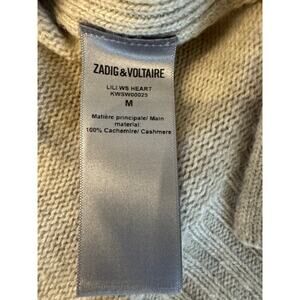 ZADIG & VOLTAIRE
LILI WS HEART
KWSW00025
M
Matière principale/ Main
material:
100% Cachemire/ Cashmere